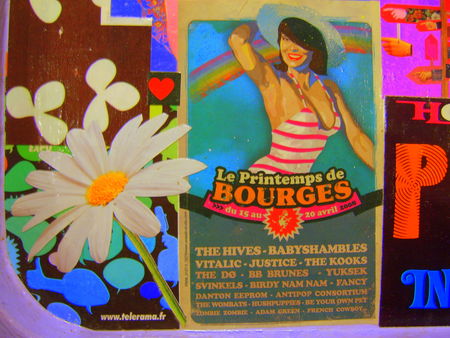 Le Printemps de
BOURGES
du 15 au 20 avril 2008
THE HIVES - BABYSHAMBLES
VITALIC - JUSTICE - THE KOOKS
THE DØ - BB BRUNES - YUKSEK
SVINKELS - BIRDY NAM NAM - FANCY
DANTON EEPROM - ANTIPOP CONSORTIUM
THE WOMBATS - HUSHPUPPIES - BE YOUR OWN PET
ZOMBIE ZOMBIE - ADAM GREEN - FRENCH COWBOY
www.telerama.fr
HO
P
IN